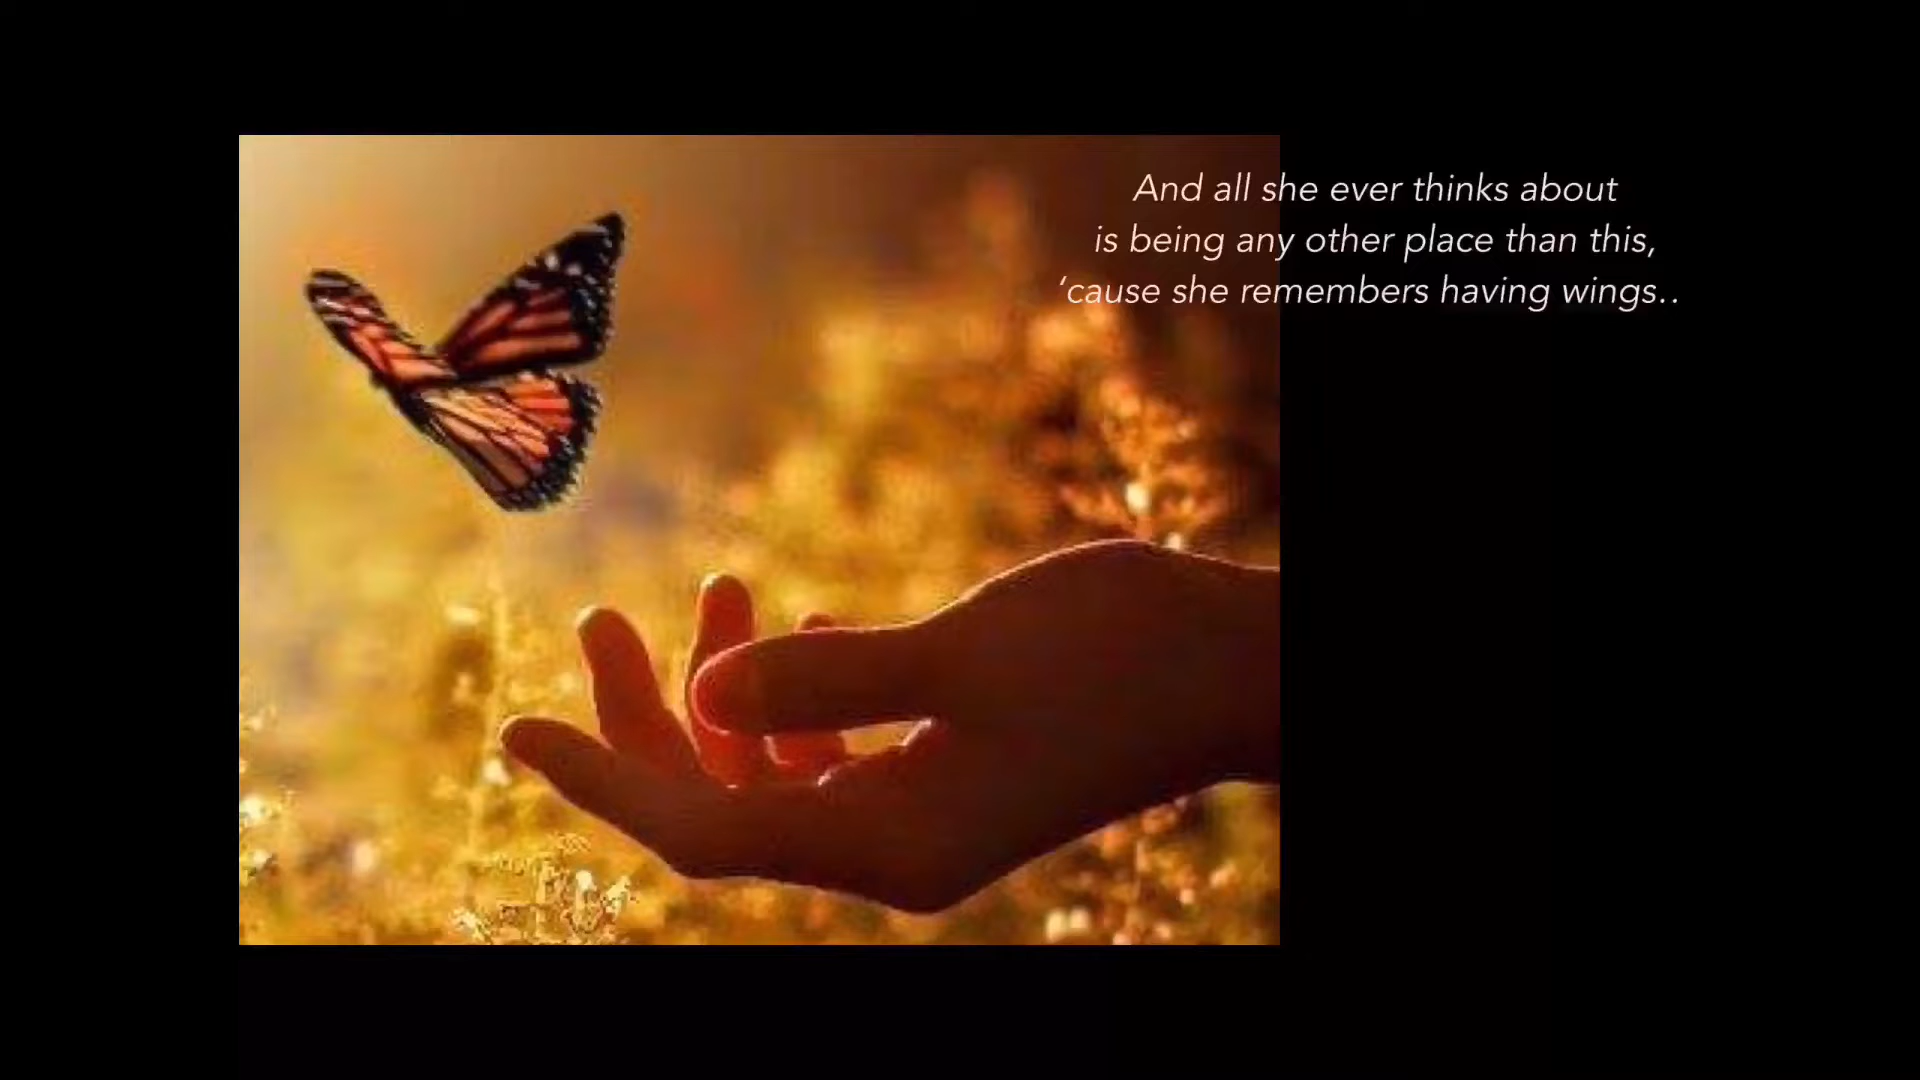 And all she ever thinks about
is being any other place than this,
‘cause she remembers having wings..